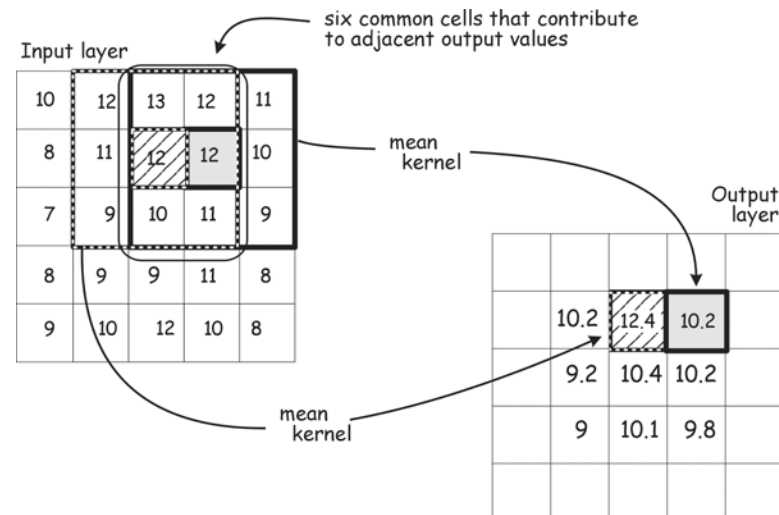 six common cells that contribute
to adjacent output values
Input layer
10 12 13 12 11
8 11 12 12 10
mean
kernel
7 9 10 11 9
Output
layer
8 9 9 11 8
9 10 12 10 8
10.2 12.4 10.2
9.2 10.4 10.2
mean
kernel
9 10.1 9.8